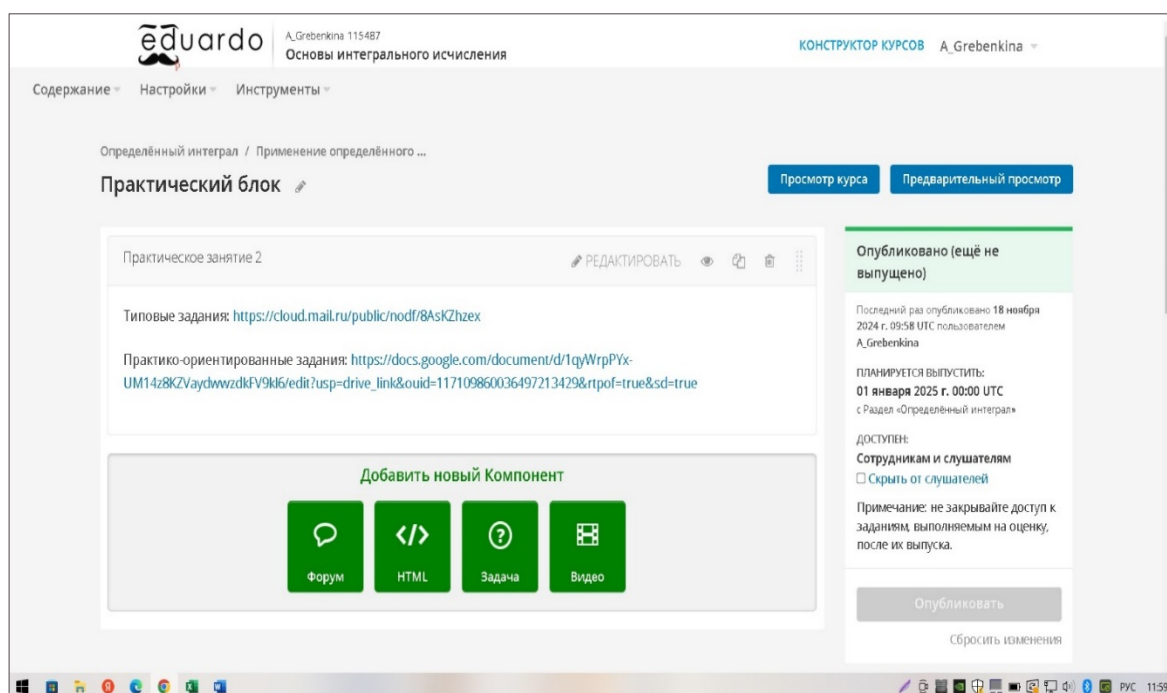 eduardo
A_Grebenkina 115487
Основы интегрального исчисления
КОНСТРУКТОР КУРСОВ A_Grebenkina
Содержание Настройки Инструменты
Определённый интеграл / Применение определённого ...
Практический блок
Просмотр курса Предварительный просмотр
Практическое занятие 2
РЕДАКТИРОВАТЬ
Типовые задания: https://cloud.mail.ru/public/nodf/8AsKZhzex
Практико-ориентированные задания: https://docs.google.com/document/d/1qyWrpPYx-
UM14z8KZVaydwwzdkFV9kl6/edit?usp=drive_link&ouid=117109860036497213429&rtpof=true&sd=true
Добавить новый Компонент
Форум HTML Задача Видео
Опубликовано (ещё не
выпущено)
Последний раз опубликовано 18 ноября
2024 г. 09:58 UTC пользователем
A_Grebenkina
ПЛАНИРУЕТСЯ ВЫПУСТИТЬ:
01 января 2025 г. 00:00 UTC
с Раздел «Определённый интеграл»
ДОСТУПЕН:
Сотрудникам и слушателям
Скрыть от слушателей
Примечание: не закрывайте доступ к
заданиям, выполняемым на оценку,
после их выпуска.
Опубликовать
Сбросить изменения
РУС 11:59